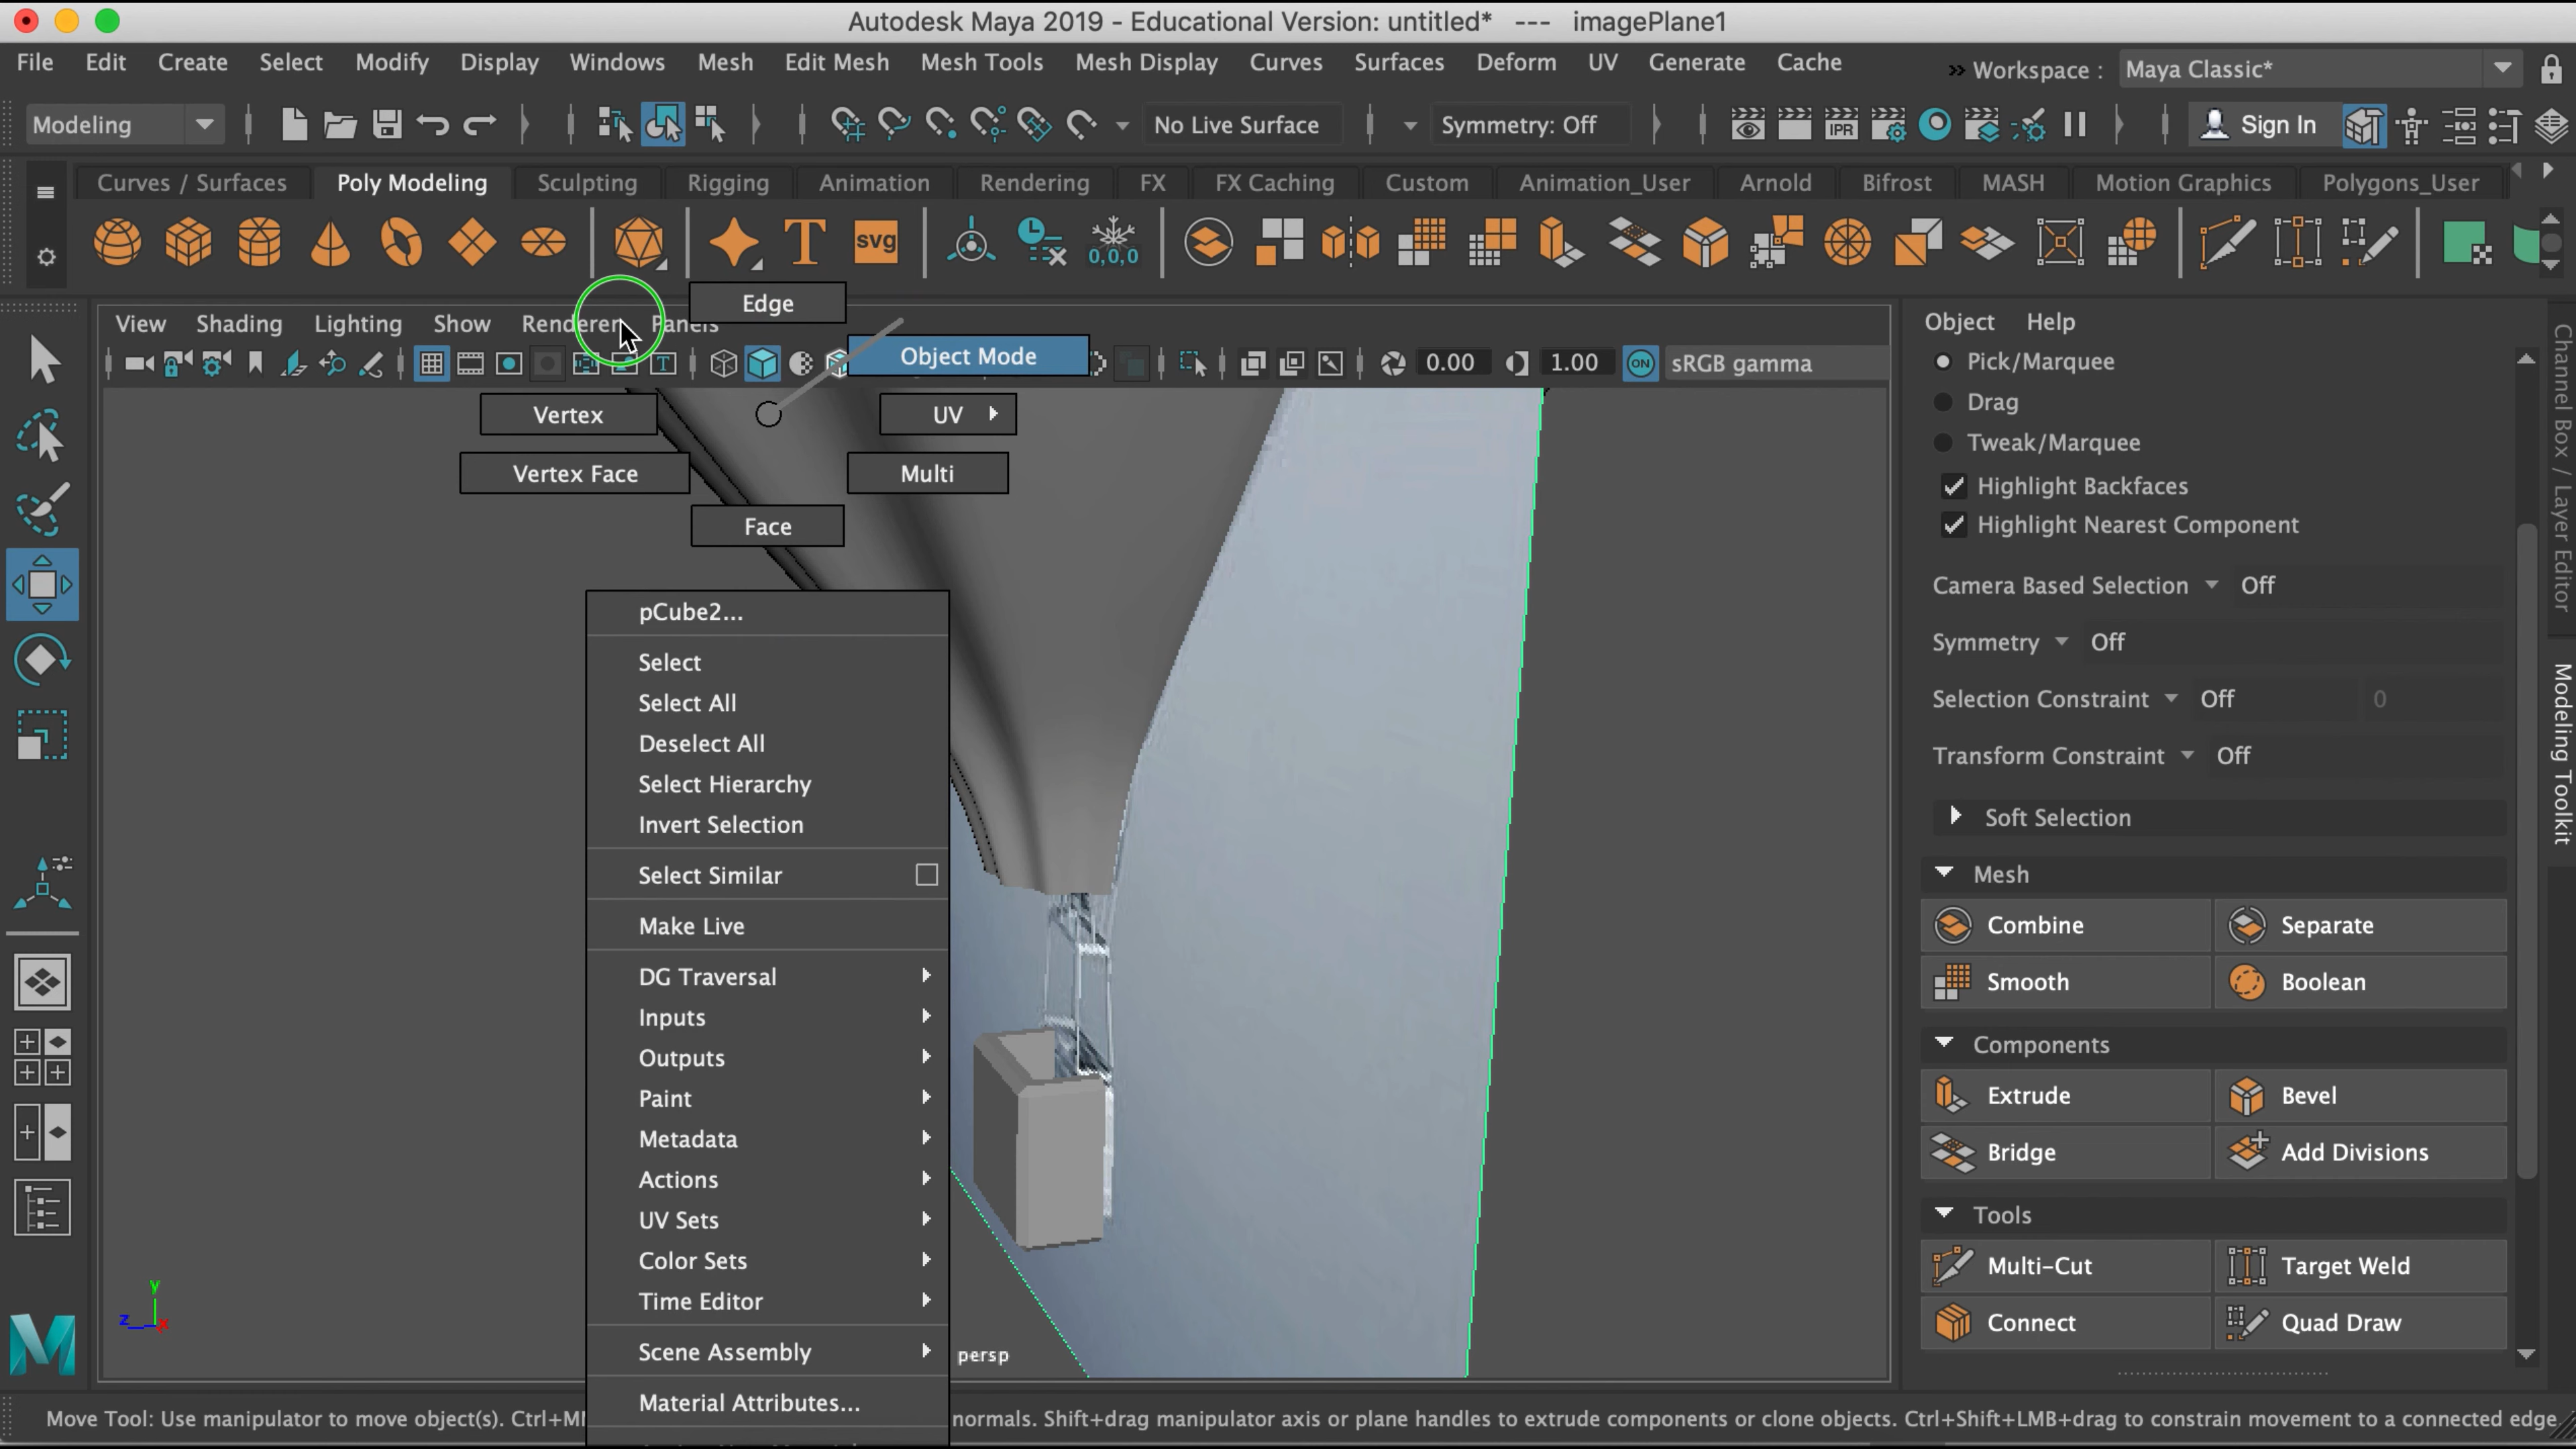 Autodesk Maya 2019 - Educational Version: untitled* --- imagePlane1
File Edit Create Select Modify Display Windows Mesh Edit Mesh Mesh Tools Mesh Display Curves Surfaces Deform UV Generate Cache » Workspace : Maya Classic*
Modeling No Live Surface Symmetry: Off IPR Sign In
Curves / Surfaces Poly Modeling Sculpting Rigging Animation Rendering FX FX Caching Custom Animation_User Arnold Bifrost MASH Motion Graphics Polygons_User
T svg 0,0,0
Edge
View Shading Lighting Show Renderer Panels
Object Mode
T 0.00 1.00 ON sRGB gamma
Vertex UV
Vertex Face Multi
Face
pCube2...
Select
Select All
Deselect All
Select Hierarchy
Invert Selection
Select Similar
Make Live
DG Traversal
Inputs
Outputs
Paint
Metadata
Actions
UV Sets
Color Sets
Time Editor
Scene Assembly
Material Attributes...
persp
y
z x
Object Help
Pick/Marquee
Drag
Tweak/Marquee
Highlight Backfaces
Highlight Nearest Component
Camera Based Selection Off
Symmetry Off
Selection Constraint Off 0
Transform Constraint Off
Soft Selection
Mesh
Combine Separate
Smooth Boolean
Components
Extrude Bevel
Bridge Add Divisions
Tools
Multi-Cut Target Weld
Connect Quad Draw
Channel Box / Layer Editor
Modeling Toolkit
M
Move Tool: Use manipulator to move object(s). normals. Shift+drag manipulator axis or plane handles to extrude components or clone objects. Ctrl+Shift+LMB+drag to constrain movement to a connected edge